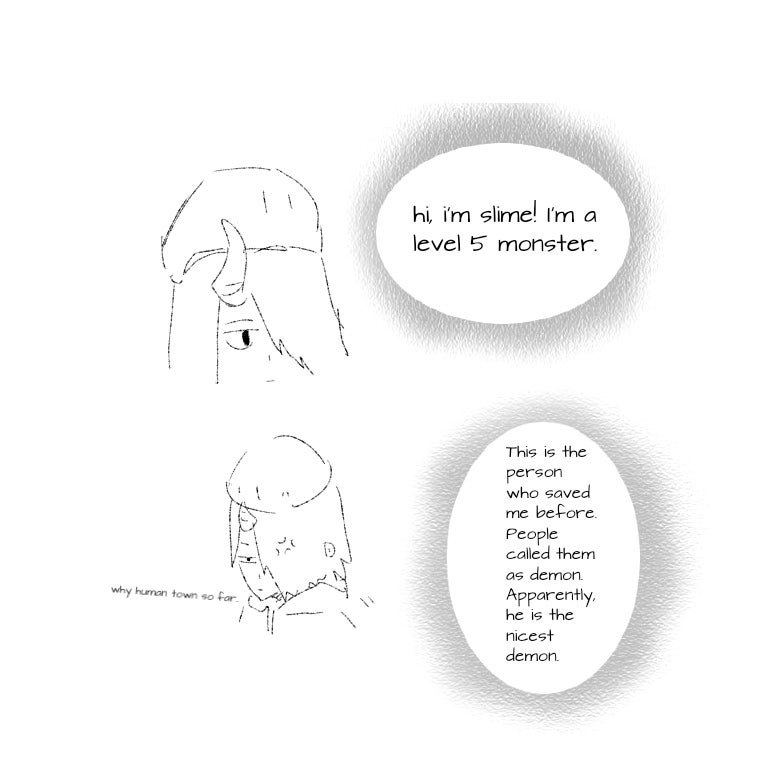 hi, i'm slime! I'm a
level 5 monster.
This is the
person
who saved
me before.
People
called them
as demon.
Apparently,
he is the
nicest
demon.
why human town so far..